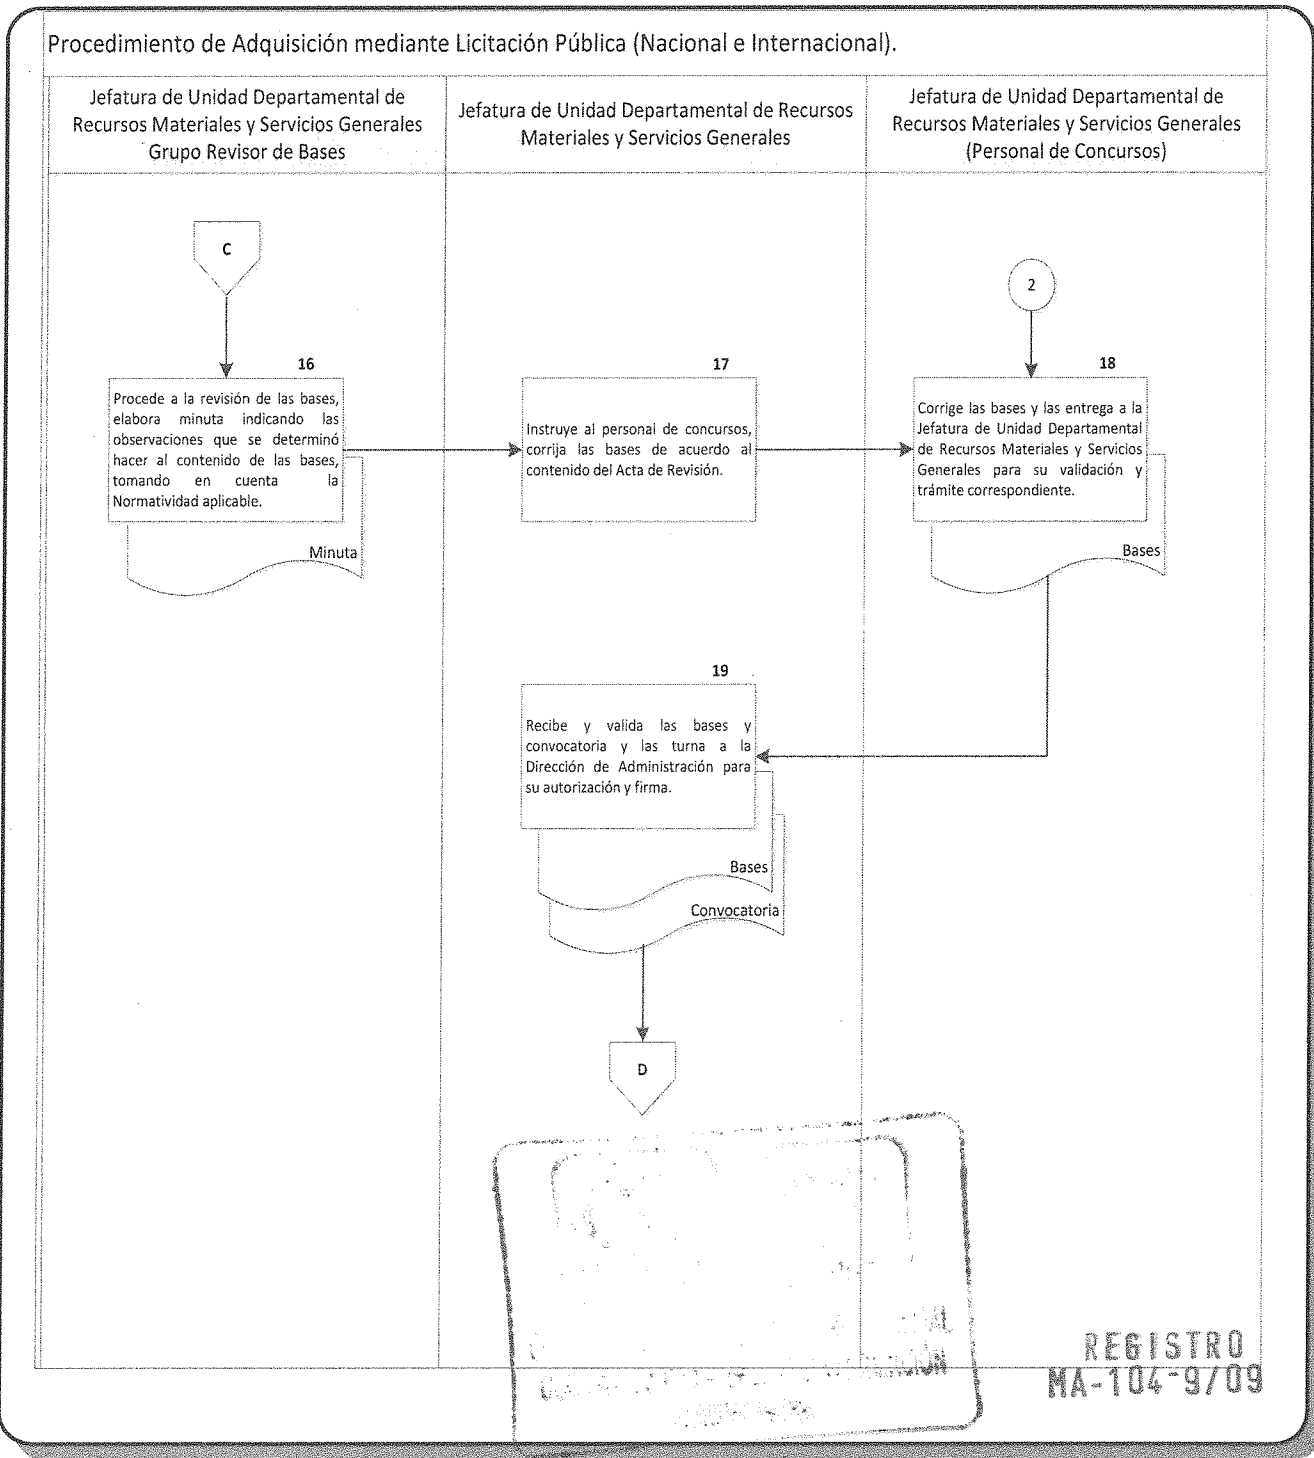 Procedimiento de Adquisición mediante Licitación Pública (Nacional e Internacional).
Jefatura de Unidad Departamental de
Recursos Materiales y Servicios Generales
Grupo Revisor de Bases
Jefatura de Unidad Departamental de Recursos
Materiales y Servicios Generales
Jefatura de Unidad Departamental de
Recursos Materiales y Servicios Generales
(Personal de Concursos)
C
2
16
Procede a la revisión de las bases,
elabora minuta indicando las
observaciones que se determinó
hacer al contenido de las bases,
tomando en cuenta la
Normatividad aplicable.
Minuta
17
Instruye al personal de concursos,
corrija las bases de acuerdo al
contenido del Acta de Revisión.
18
Corrige las bases y las entrega a la
Jefatura de Unidad Departamental
de Recursos Materiales y Servicios
Generales para su validación y
trámite correspondiente.
Bases
19
Recibe y valida las bases y
convocatoria y las turna a la
Dirección de Administración para
su autorización y firma.
Bases
Convocatoria
D
REGISTRO
MA-104-9/09